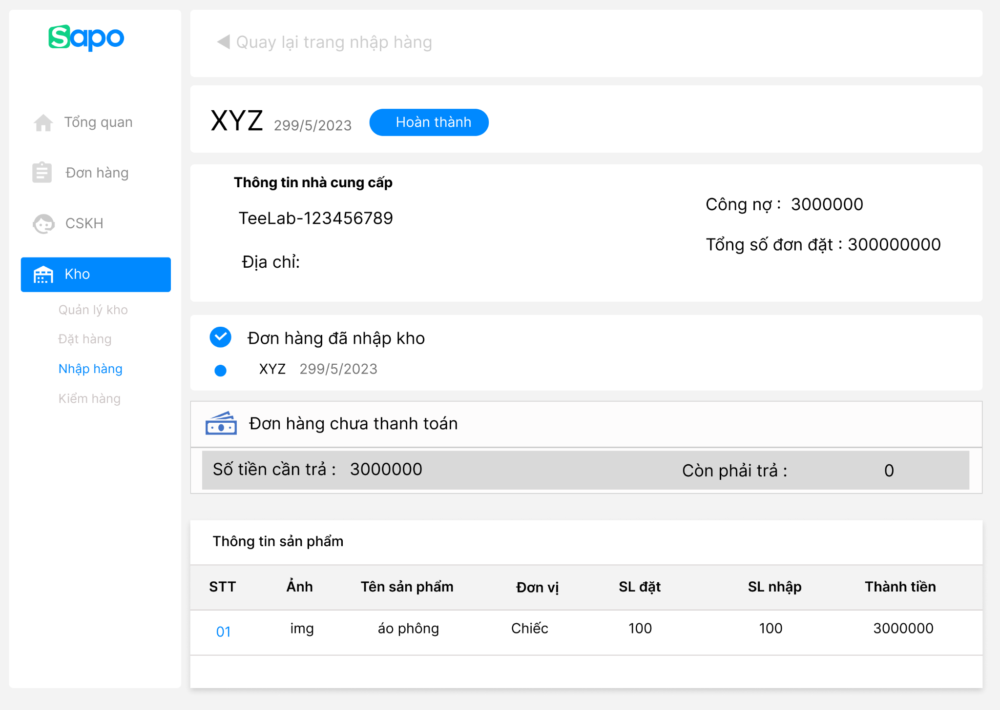 Sapo
Tổng quan
Đơn hàng
CSKH
Kho
Quản lý kho
Đặt hàng
Nhập hàng
Kiểm hàng
Quay lại trang nhập hàng
XYZ 299/5/2023 Hoàn thành
Thông tin nhà cung cấp
TeeLab-123456789
Địa chỉ:
Công nợ : 3000000
Tổng số đơn đặt : 300000000
Đơn hàng đã nhập kho
XYZ 299/5/2023
Đơn hàng chưa thanh toán
Số tiền cần trả : 3000000 Còn phải trả : 0
Thông tin sản phẩm
STT Ảnh Tên sản phẩm Đơn vị SL đặt SL nhập Thành tiền
01 img áo phông Chiếc 100 100 3000000